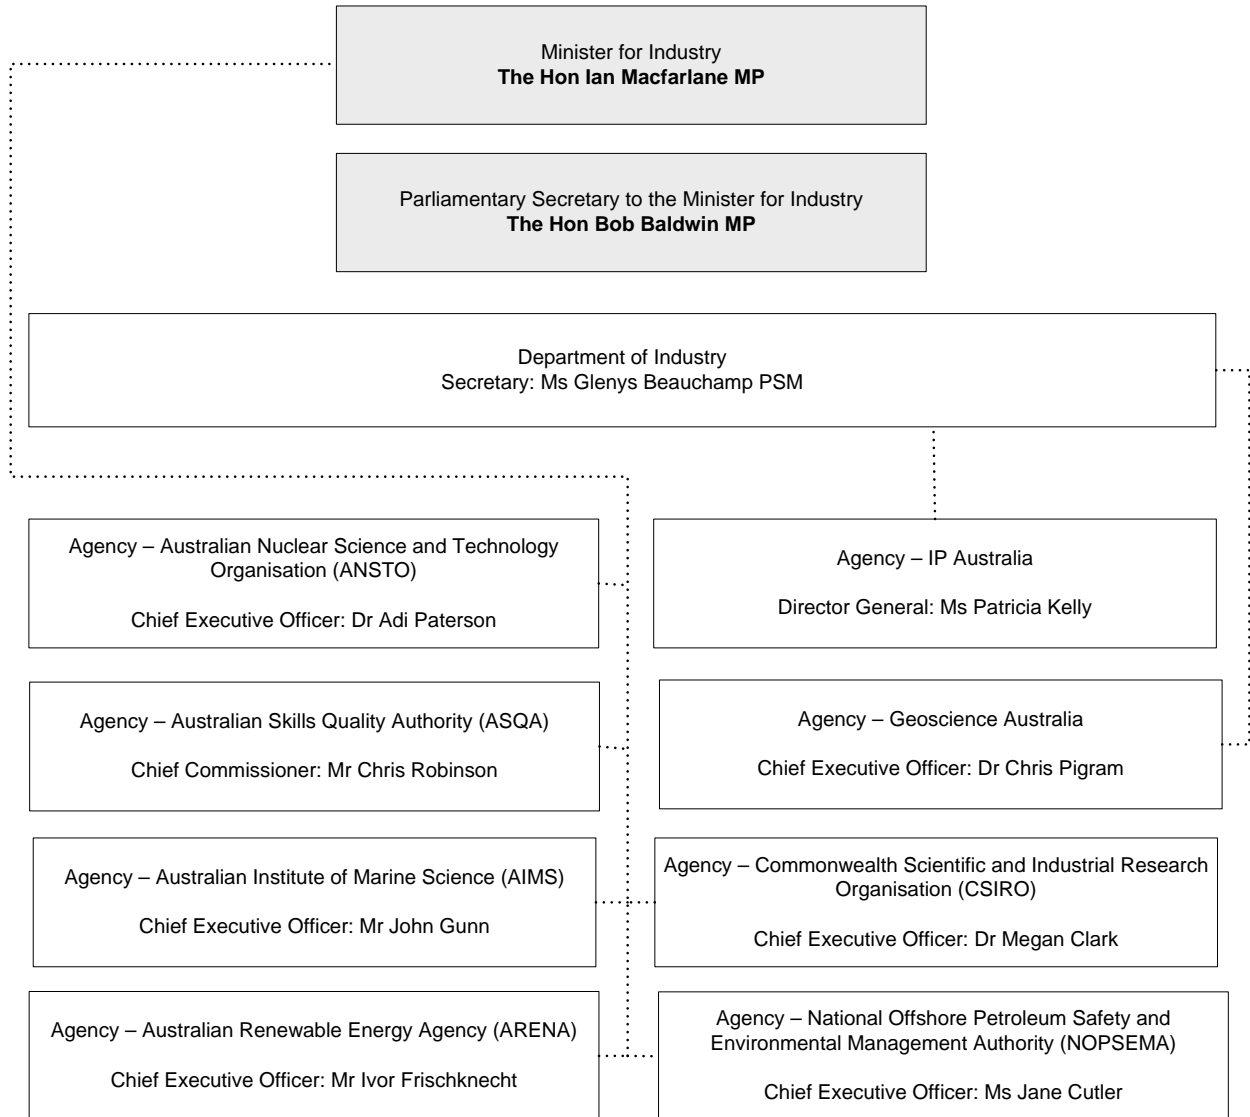 Minister for Industry
The Hon Ian Macfarlane MP
Parliamentary Secretary to the Minister for Industry
The Hon Bob Baldwin MP
Department of Industry
Secretary: Ms Glenys Beauchamp PSM
Agency – Australian Nuclear Science and Technology
Organisation (ANSTO)
Chief Executive Officer: Dr Adi Paterson
Agency – IP Australia
Director General: Ms Patricia Kelly
Agency – Australian Skills Quality Authority (ASQA)
Chief Commissioner: Mr Chris Robinson
Agency – Geoscience Australia
Chief Executive Officer: Dr Chris Pigram
Agency – Australian Institute of Marine Science (AIMS)
Chief Executive Officer: Mr John Gunn
Agency – Commonwealth Scientific and Industrial Research
Organisation (CSIRO)
Chief Executive Officer: Dr Megan Clark
Agency – Australian Renewable Energy Agency (ARENA)
Chief Executive Officer: Mr Ivor Frischknecht
Agency – National Offshore Petroleum Safety and
Environmental Management Authority (NOPSEMA)
Chief Executive Officer: Ms Jane Cutler